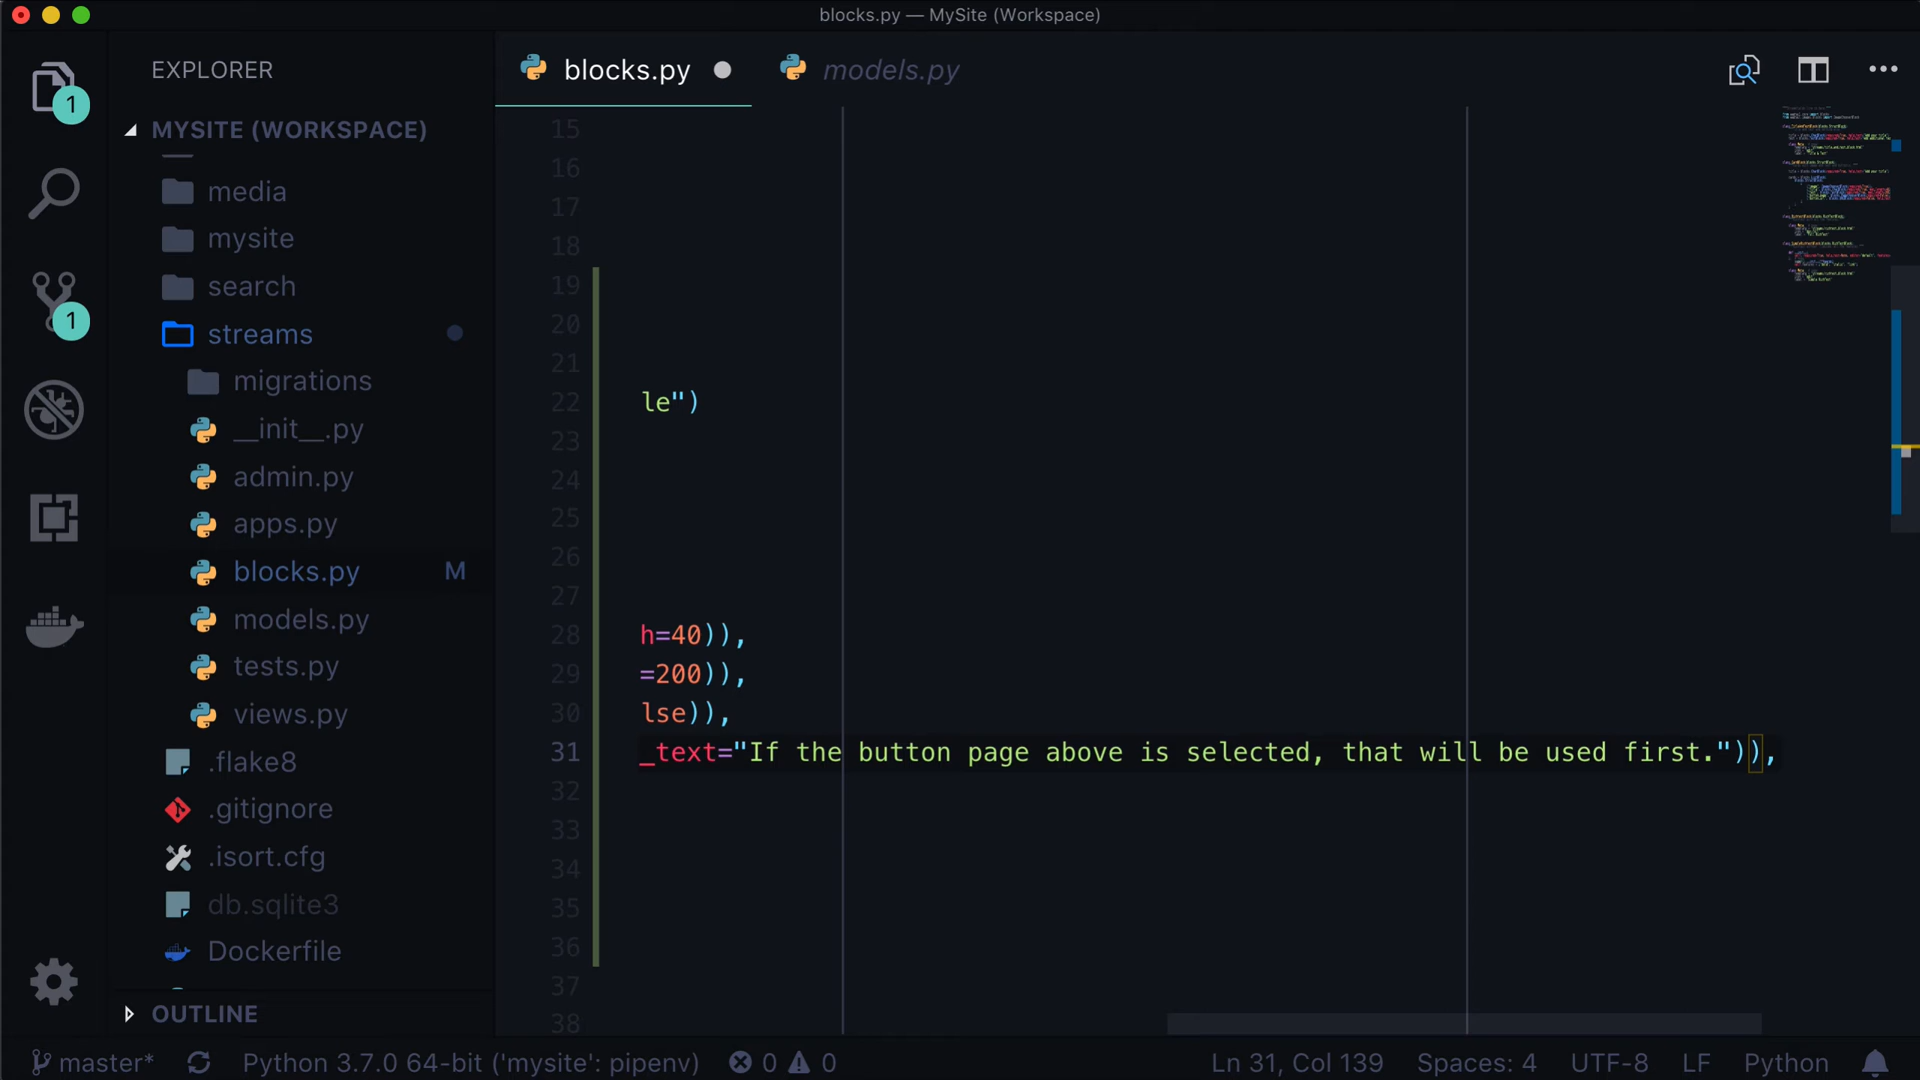 blocks.py — MySite (Workspace)
EXPLORER
blocks.py
models.py
1
MYSITE (WORKSPACE)
media
mysite
search
streams
1
migrations
__init__.py
admin.py
apps.py
blocks.py M
models.py
tests.py
views.py
.flake8
.gitignore
.isort.cfg
db.sqlite3
Dockerfile
OUTLINE
15
16
17
18
19
20
21
22 le")
23
24
25
26
27
28 h=40)),
29 =200)),
30 lse)),
31 _text="If the button page above is selected, that will be used first.")),
32
33
34
35
36
37
38
master* Python 3.7.0 64-bit ('mysite': pipenv) 0 0 Ln 31, Col 139 Spaces: 4 UTF-8 LF Python